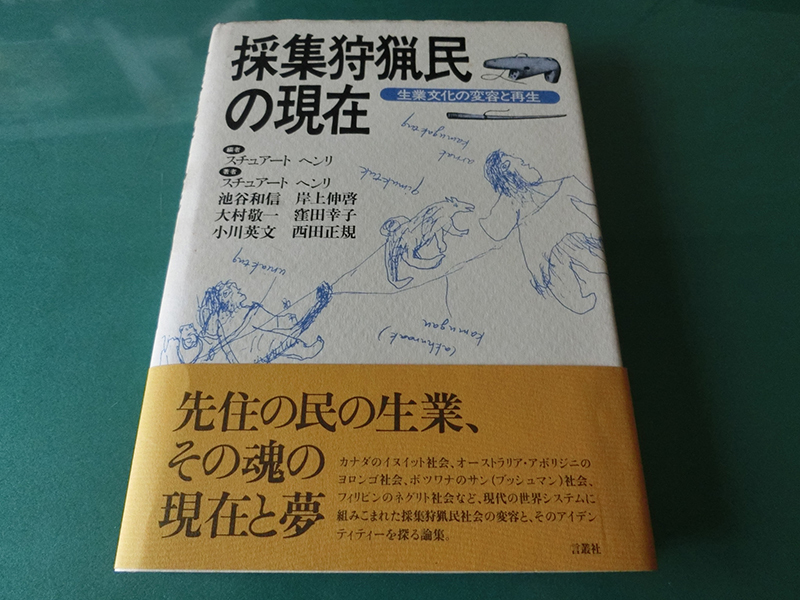 採集狩猟民
の現在
生業文化の変容と再生
編者
スチュアート ヘンリ
著者
スチュアート ヘンリ
池谷和信 岸上伸啓
大村敬一 窪田幸子
小川英文 西田正規
kamugaktuq
umiaktuq
kamugau
(akharaak)
先住の民の生業、
その魂の
現在と夢
カナダのイヌイット社会、オーストラリア・アボリジニの
ヨロンゴ社会、ボツワナのサン(ブッシュマン)社会、
フィリピンのネグリト社会など、現代の世界システムに
組みこまれた採集狩猟民社会の変容と、そのアイデン
ティティーを探る論集。
言叢社